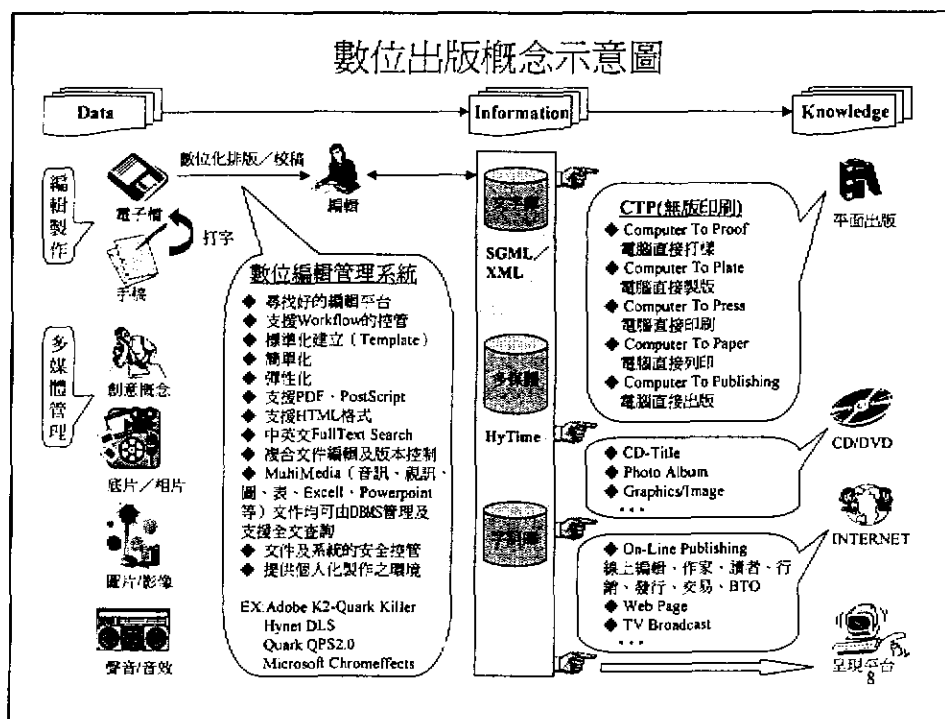 數位出版概念示意圖
Data
Information
Knowledge
編輯製作
電子檔
打字
手稿
數位化排版／校稿
編輯
多媒體管理
創意概念
底片／相片
圖片/影像
聲音/音效
數位編輯管理系統
◆ 尋找好的編輯平台
◆ 支援Workflow的控管
◆ 標準化建立（Template）
◆ 簡單化
◆ 彈性化
◆ 支援PDF、PostScript
◆ 支援HTML格式
◆ 中英文FullText Search
◆ 複合文件編輯及版本控制
◆ MultiMedia（音訊、視訊、
圖、表、Excell、Powerpoint
等）文件均可由DBMS管理及
支援全文查詢
◆ 文件及系統的安全控管
◆ 提供個人化製作之環境
EX:Adobe K2-Quark Killer
Hynet DLS
Quark QPS2.0
Microsoft Chromeffects
SGML／
XML
多媒體
HyTime
CTP(無版印刷)
◆ Computer To Proof
電腦直接打樣
◆ Computer To Plate
電腦直接製版
◆ Computer To Press
電腦直接印刷
◆ Computer To Paper
電腦直接列印
◆ Computer To Publishing
電腦直接出版
◆ CD-Title
◆ Photo Album
◆ Graphics/Image
• • •
◆ On-Line Publishing
線上編輯、作家、讀者、行
銷、發行、交易、BTO
◆ Web Page
◆ TV Broadcast
• • •
平面出版
CD/DVD
INTERNET
呈現平台
8